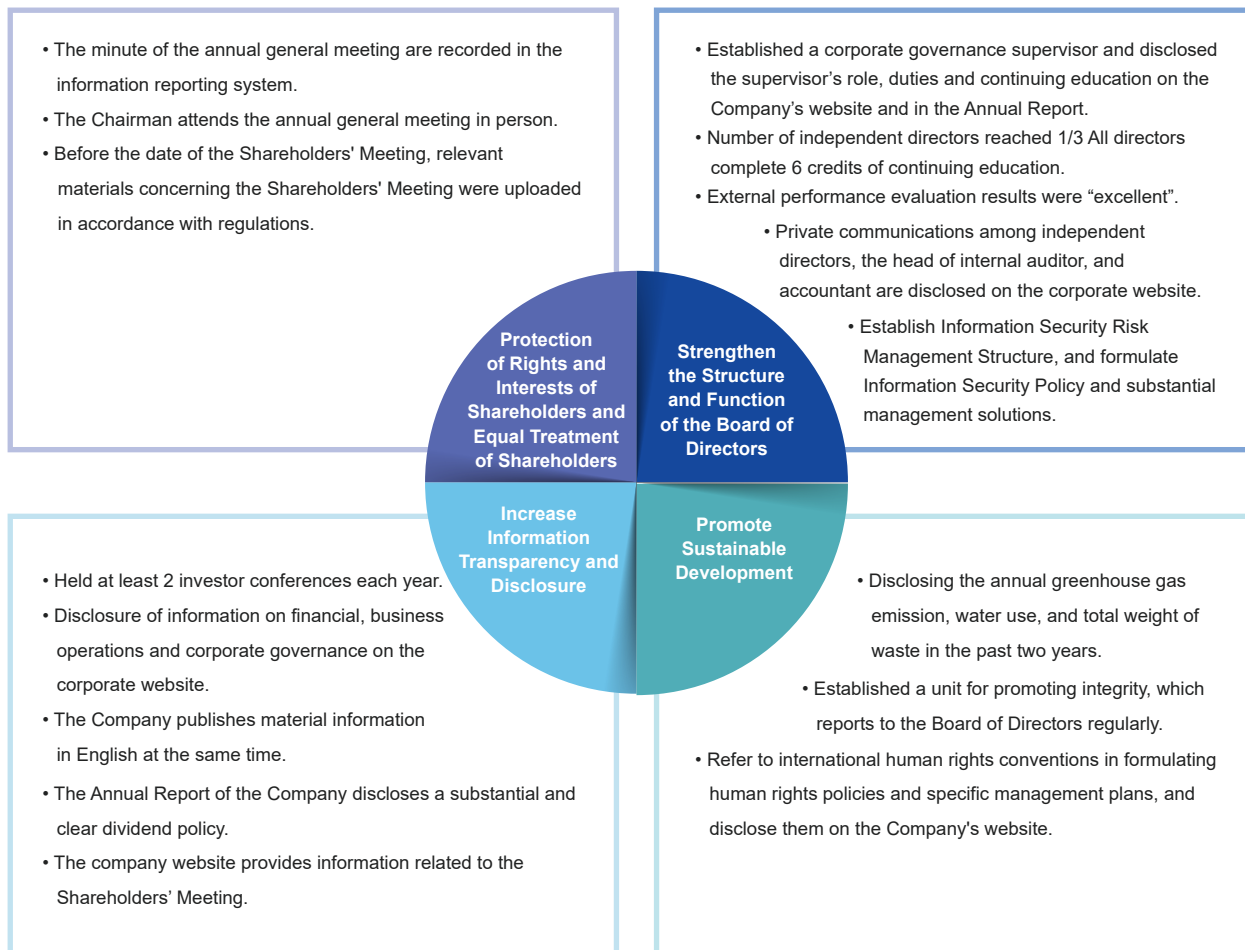 • The minute of the annual general meeting are recorded in the
information reporting system.
• The Chairman attends the annual general meeting in person.
• Before the date of the Shareholders' Meeting, relevant
materials concerning the Shareholders' Meeting were uploaded
in accordance with regulations.
• Established a corporate governance supervisor and disclosed
the supervisor’s role, duties and continuing education on the
Company’s website and in the Annual Report.
• Number of independent directors reached 1/3 All directors
complete 6 credits of continuing education.
• External performance evaluation results were “excellent”.
• Private communications among independent
directors, the head of internal auditor, and
accountant are disclosed on the corporate website.
• Establish Information Security Risk
Management Structure, and formulate
Information Security Policy and substantial
management solutions.
Protection
of Rights and
Interests of
Shareholders and
Equal Treatment
of Shareholders
Strengthen
the Structure
and Function
of the Board of
Directors
Increase
Information
Transparency and
Disclosure
Promote
Sustainable
Development
• Held at least 2 investor conferences each year.
• Disclosure of information on financial, business
operations and corporate governance on the
corporate website.
• The Company publishes material information
in English at the same time.
• The Annual Report of the Company discloses a substantial and
clear dividend policy.
• The company website provides information related to the
Shareholders’ Meeting.
• Disclosing the annual greenhouse gas
emission, water use, and total weight of
waste in the past two years.
• Established a unit for promoting integrity, which
reports to the Board of Directors regularly.
• Refer to international human rights conventions in formulating
human rights policies and specific management plans, and
disclose them on the Company's website.